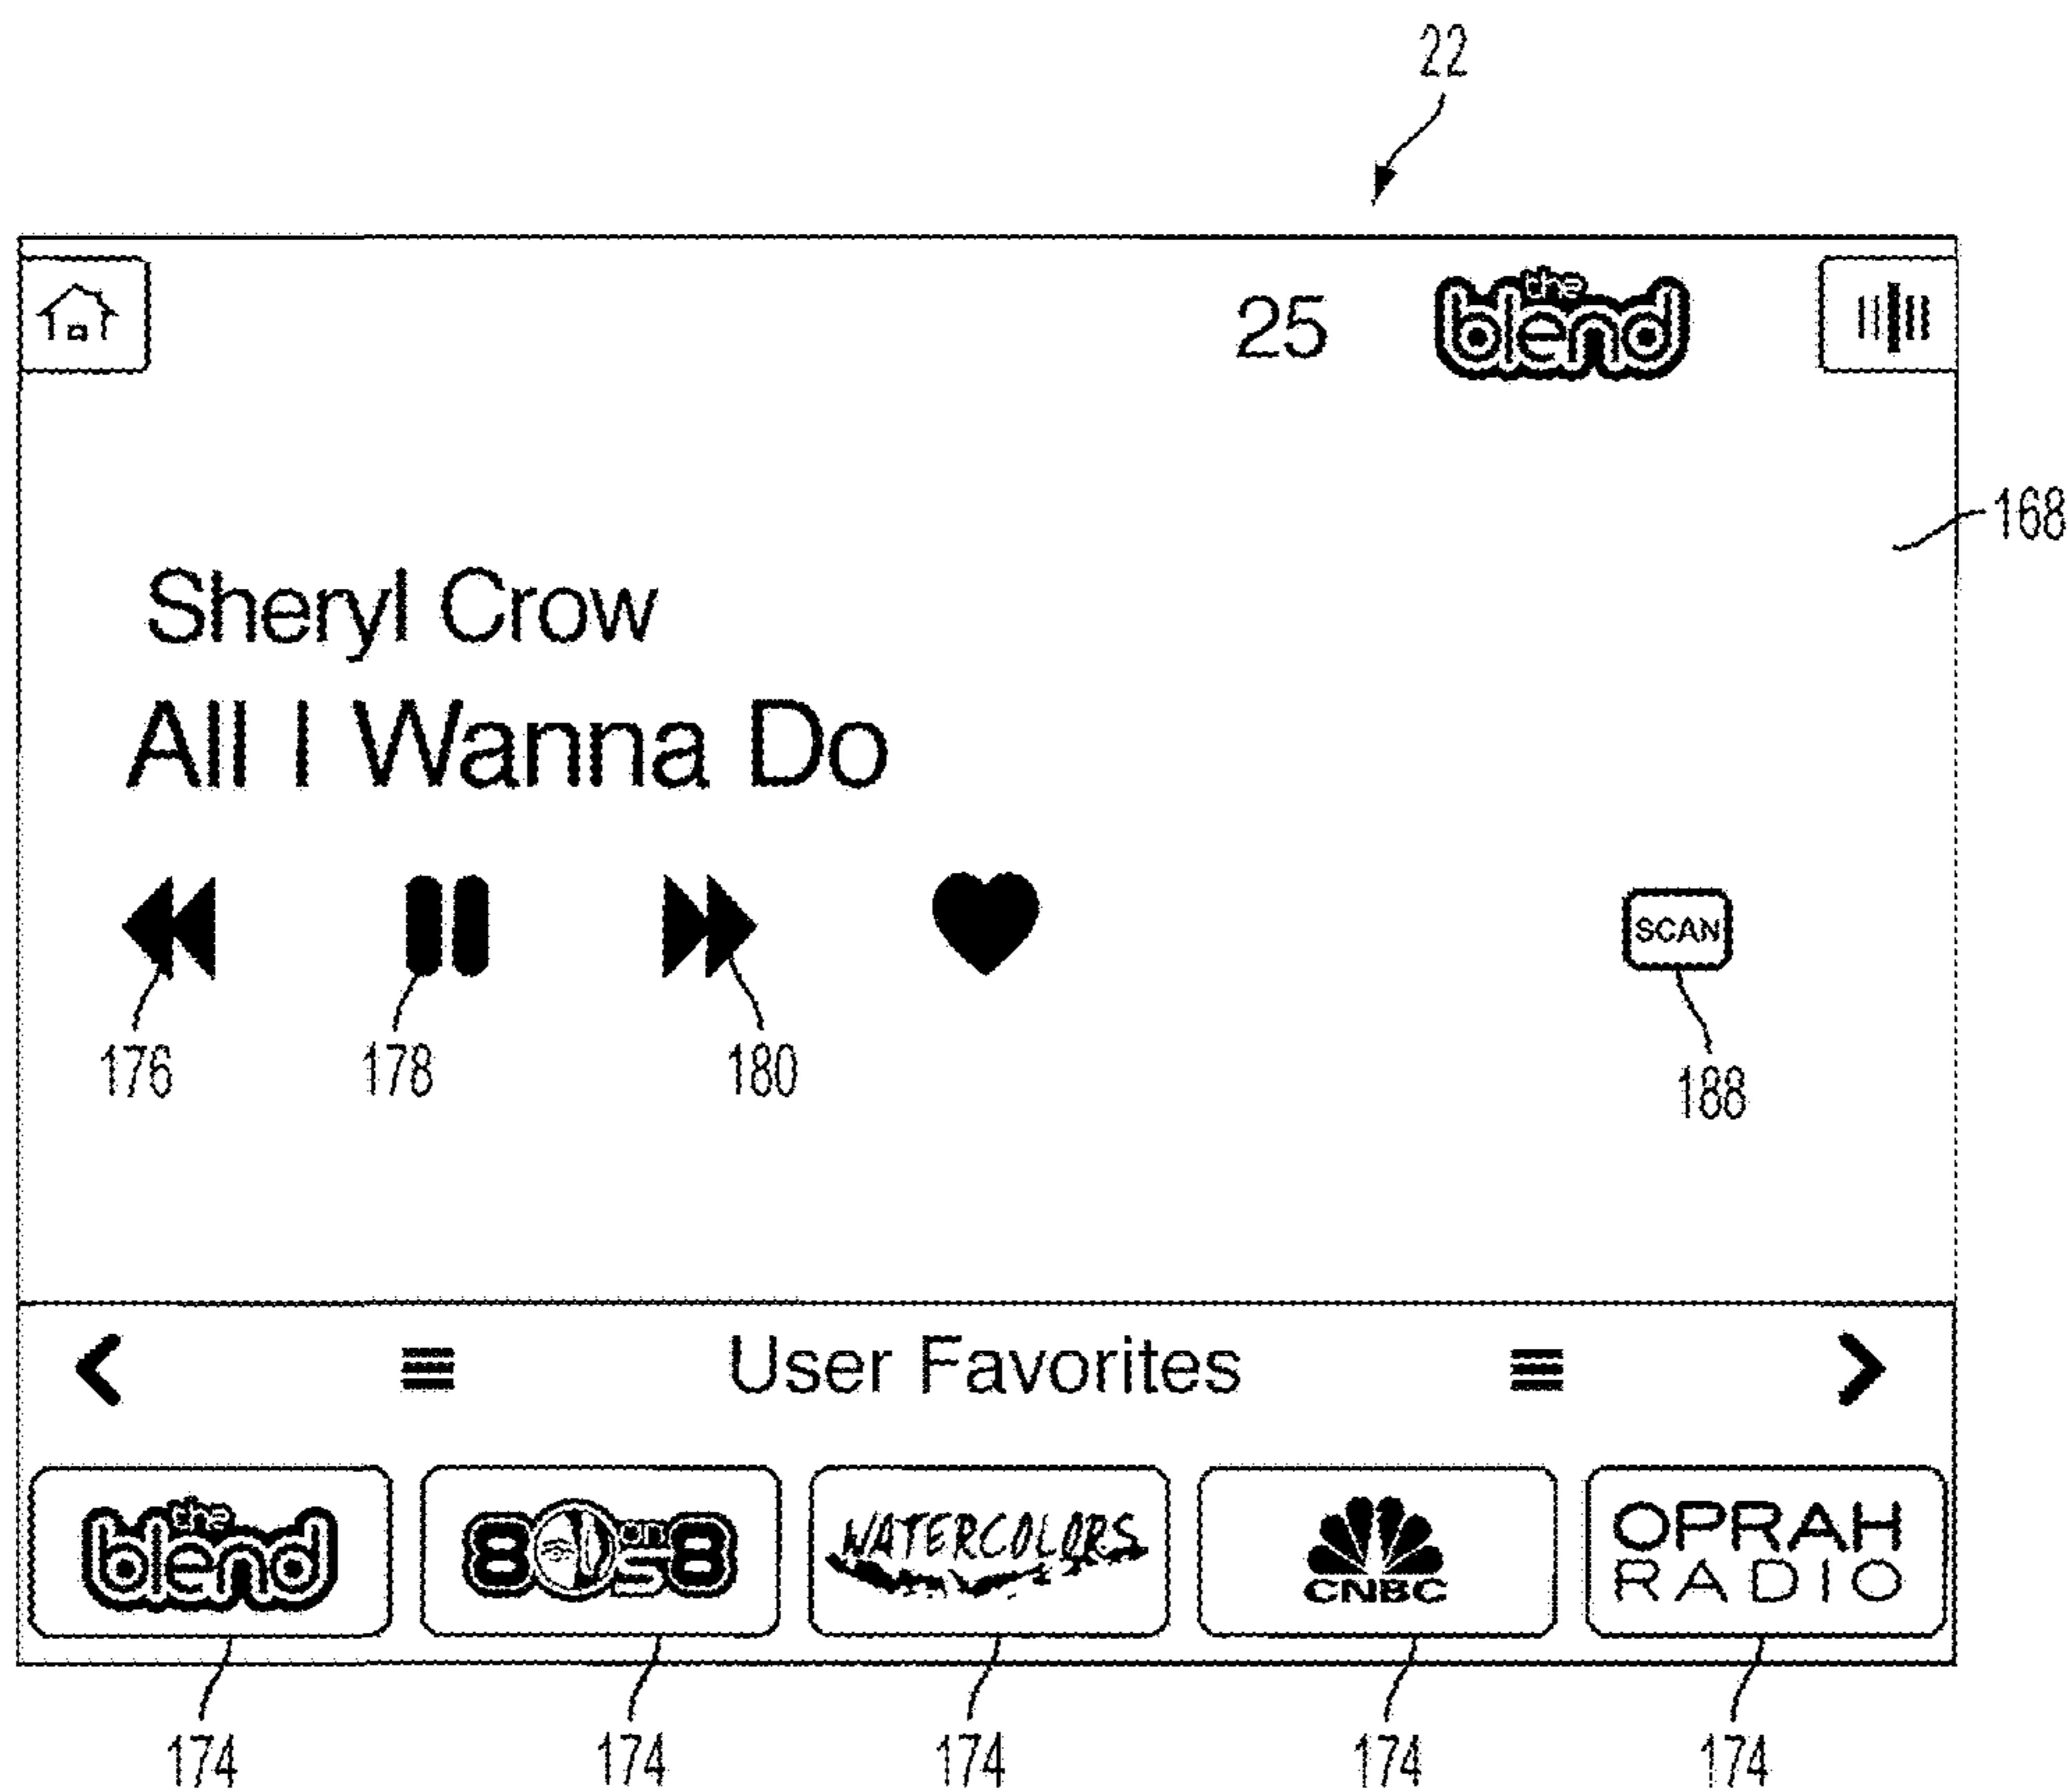 22
25 the blend
168
Sheryl Crow
All I Wanna Do
SCAN
176 178 180 188
User Favorites
the blend 80s on 8 WATERCOLORS CNBC OPRAH RADIO
174 174 174 174 174